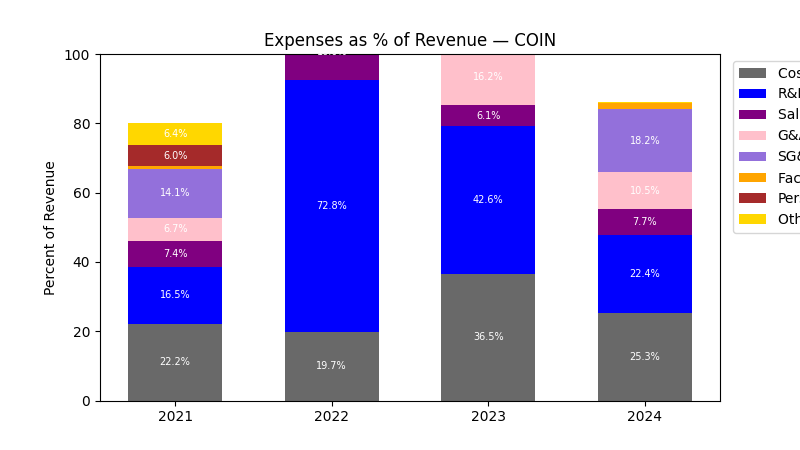 Expenses as % of Revenue — COIN
Percent of Revenue
100
80
60
40
20
0
2021
2022
2023
2024
6.4%
6.0%
14.1%
6.7%
7.4%
16.5%
22.2%
72.8%
19.7%
16.2%
6.1%
42.6%
36.5%
18.2%
10.5%
7.7%
22.4%
25.3%
Cos
R&
Sal
G&
SG&
Fac
Per
Oth